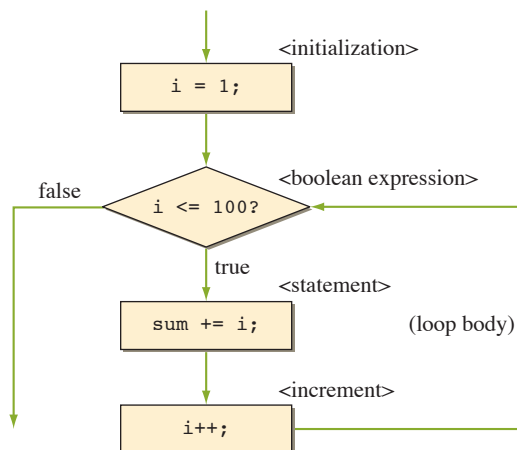 <initialization>
i = 1;
<boolean expression>
false
i <= 100?
true
<statement>
sum += i;
(loop body)
<increment>
i++;